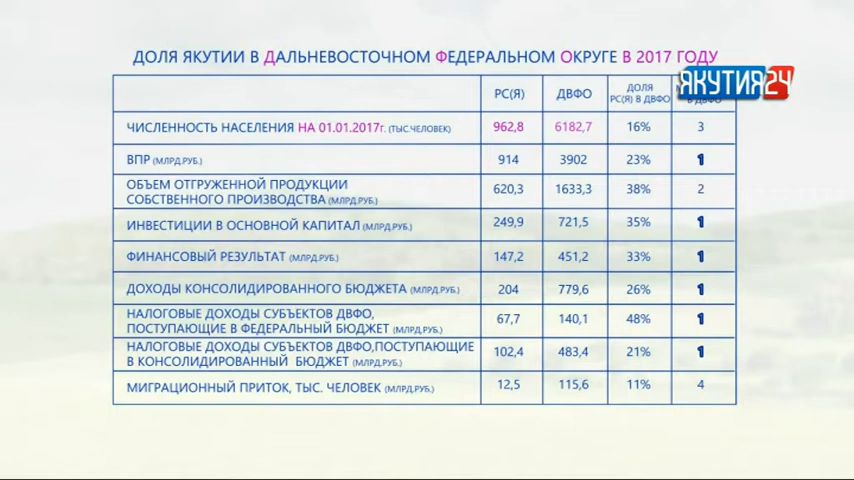 ДОЛЯ ЯКУТИИ В ДАЛЬНЕВОСТОЧНОМ ФЕДЕРАЛЬНОМ ОКРУГЕ В 2017 ГОДУ
ЯКУТИЯ24
РС(Я) ДВФО ДОЛЯ РС(Я) В ДВФО В ДВФО
ЧИСЛЕННОСТЬ НАСЕЛЕНИЯ НА 01.01.2017г. (ТЫС.ЧЕЛОВЕК) 962,8 6182,7 16% 3
ВПР (МЛРД.РУБ.) 914 3902 23% 1
ОБЪЕМ ОТГРУЖЕННОЙ ПРОДУКЦИИ
СОБСТВЕННОГО ПРОИЗВОДСТВА (МЛРД.РУБ.) 620,3 1633,3 38% 2
ИНВЕСТИЦИИ В ОСНОВНОЙ КАПИТАЛ (МЛРД.РУБ.) 249,9 721,5 35% 1
ФИНАНСОВЫЙ РЕЗУЛЬТАТ (МЛРД.РУБ.) 147,2 451,2 33% 1
ДОХОДЫ КОНСОЛИДИРОВАННОГО БЮДЖЕТА (МЛРД.РУБ.) 204 779,6 26% 1
НАЛОГОВЫЕ ДОХОДЫ СУБЪЕКТОВ ДВФО,
ПОСТУПАЮЩИЕ В ФЕДЕРАЛЬНЫЙ БЮДЖЕТ (МЛРД.РУБ.) 67,7 140,1 48% 1
НАЛОГОВЫЕ ДОХОДЫ СУБЪЕКТОВ ДВФО,ПОСТУПАЮЩИЕ
В КОНСОЛИДИРОВАННЫЙ БЮДЖЕТ (МЛРД.РУБ.) 102,4 483,4 21% 1
МИГРАЦИОННЫЙ ПРИТОК, ТЫС. ЧЕЛОВЕК (МЛРД.РУБ.) 12,5 115,6 11% 4